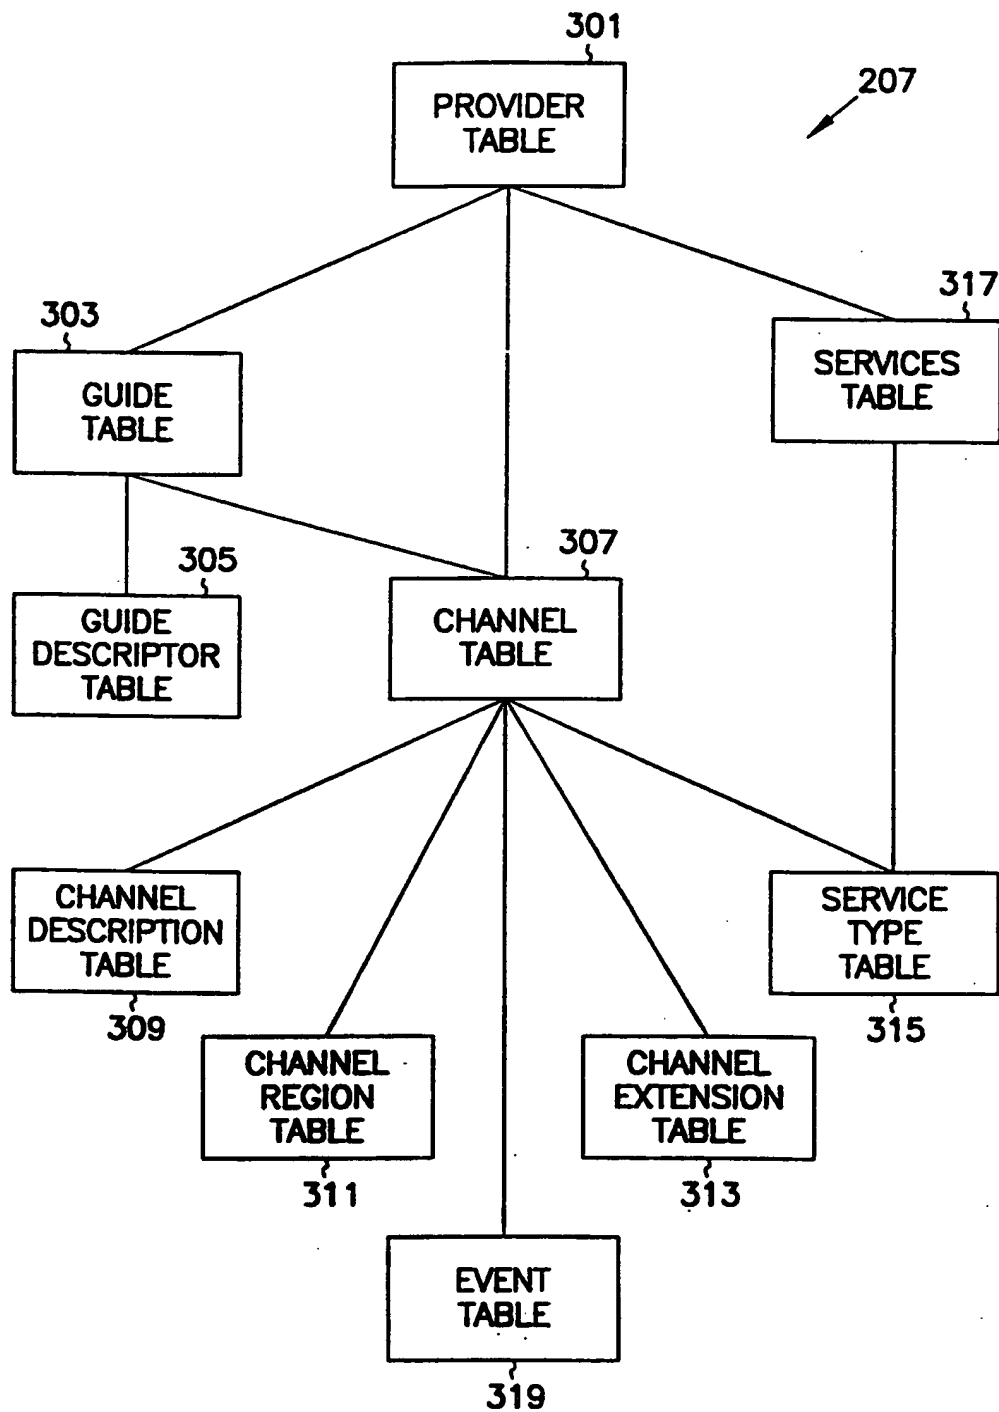 301
PROVIDER
TABLE
207
303
GUIDE
TABLE
317
SERVICES
TABLE
305
GUIDE
DESCRIPTOR
TABLE
307
CHANNEL
TABLE
CHANNEL
DESCRIPTION
TABLE
309
SERVICE
TYPE
TABLE
315
CHANNEL
REGION
TABLE
311
CHANNEL
EXTENSION
TABLE
313
EVENT
TABLE
319